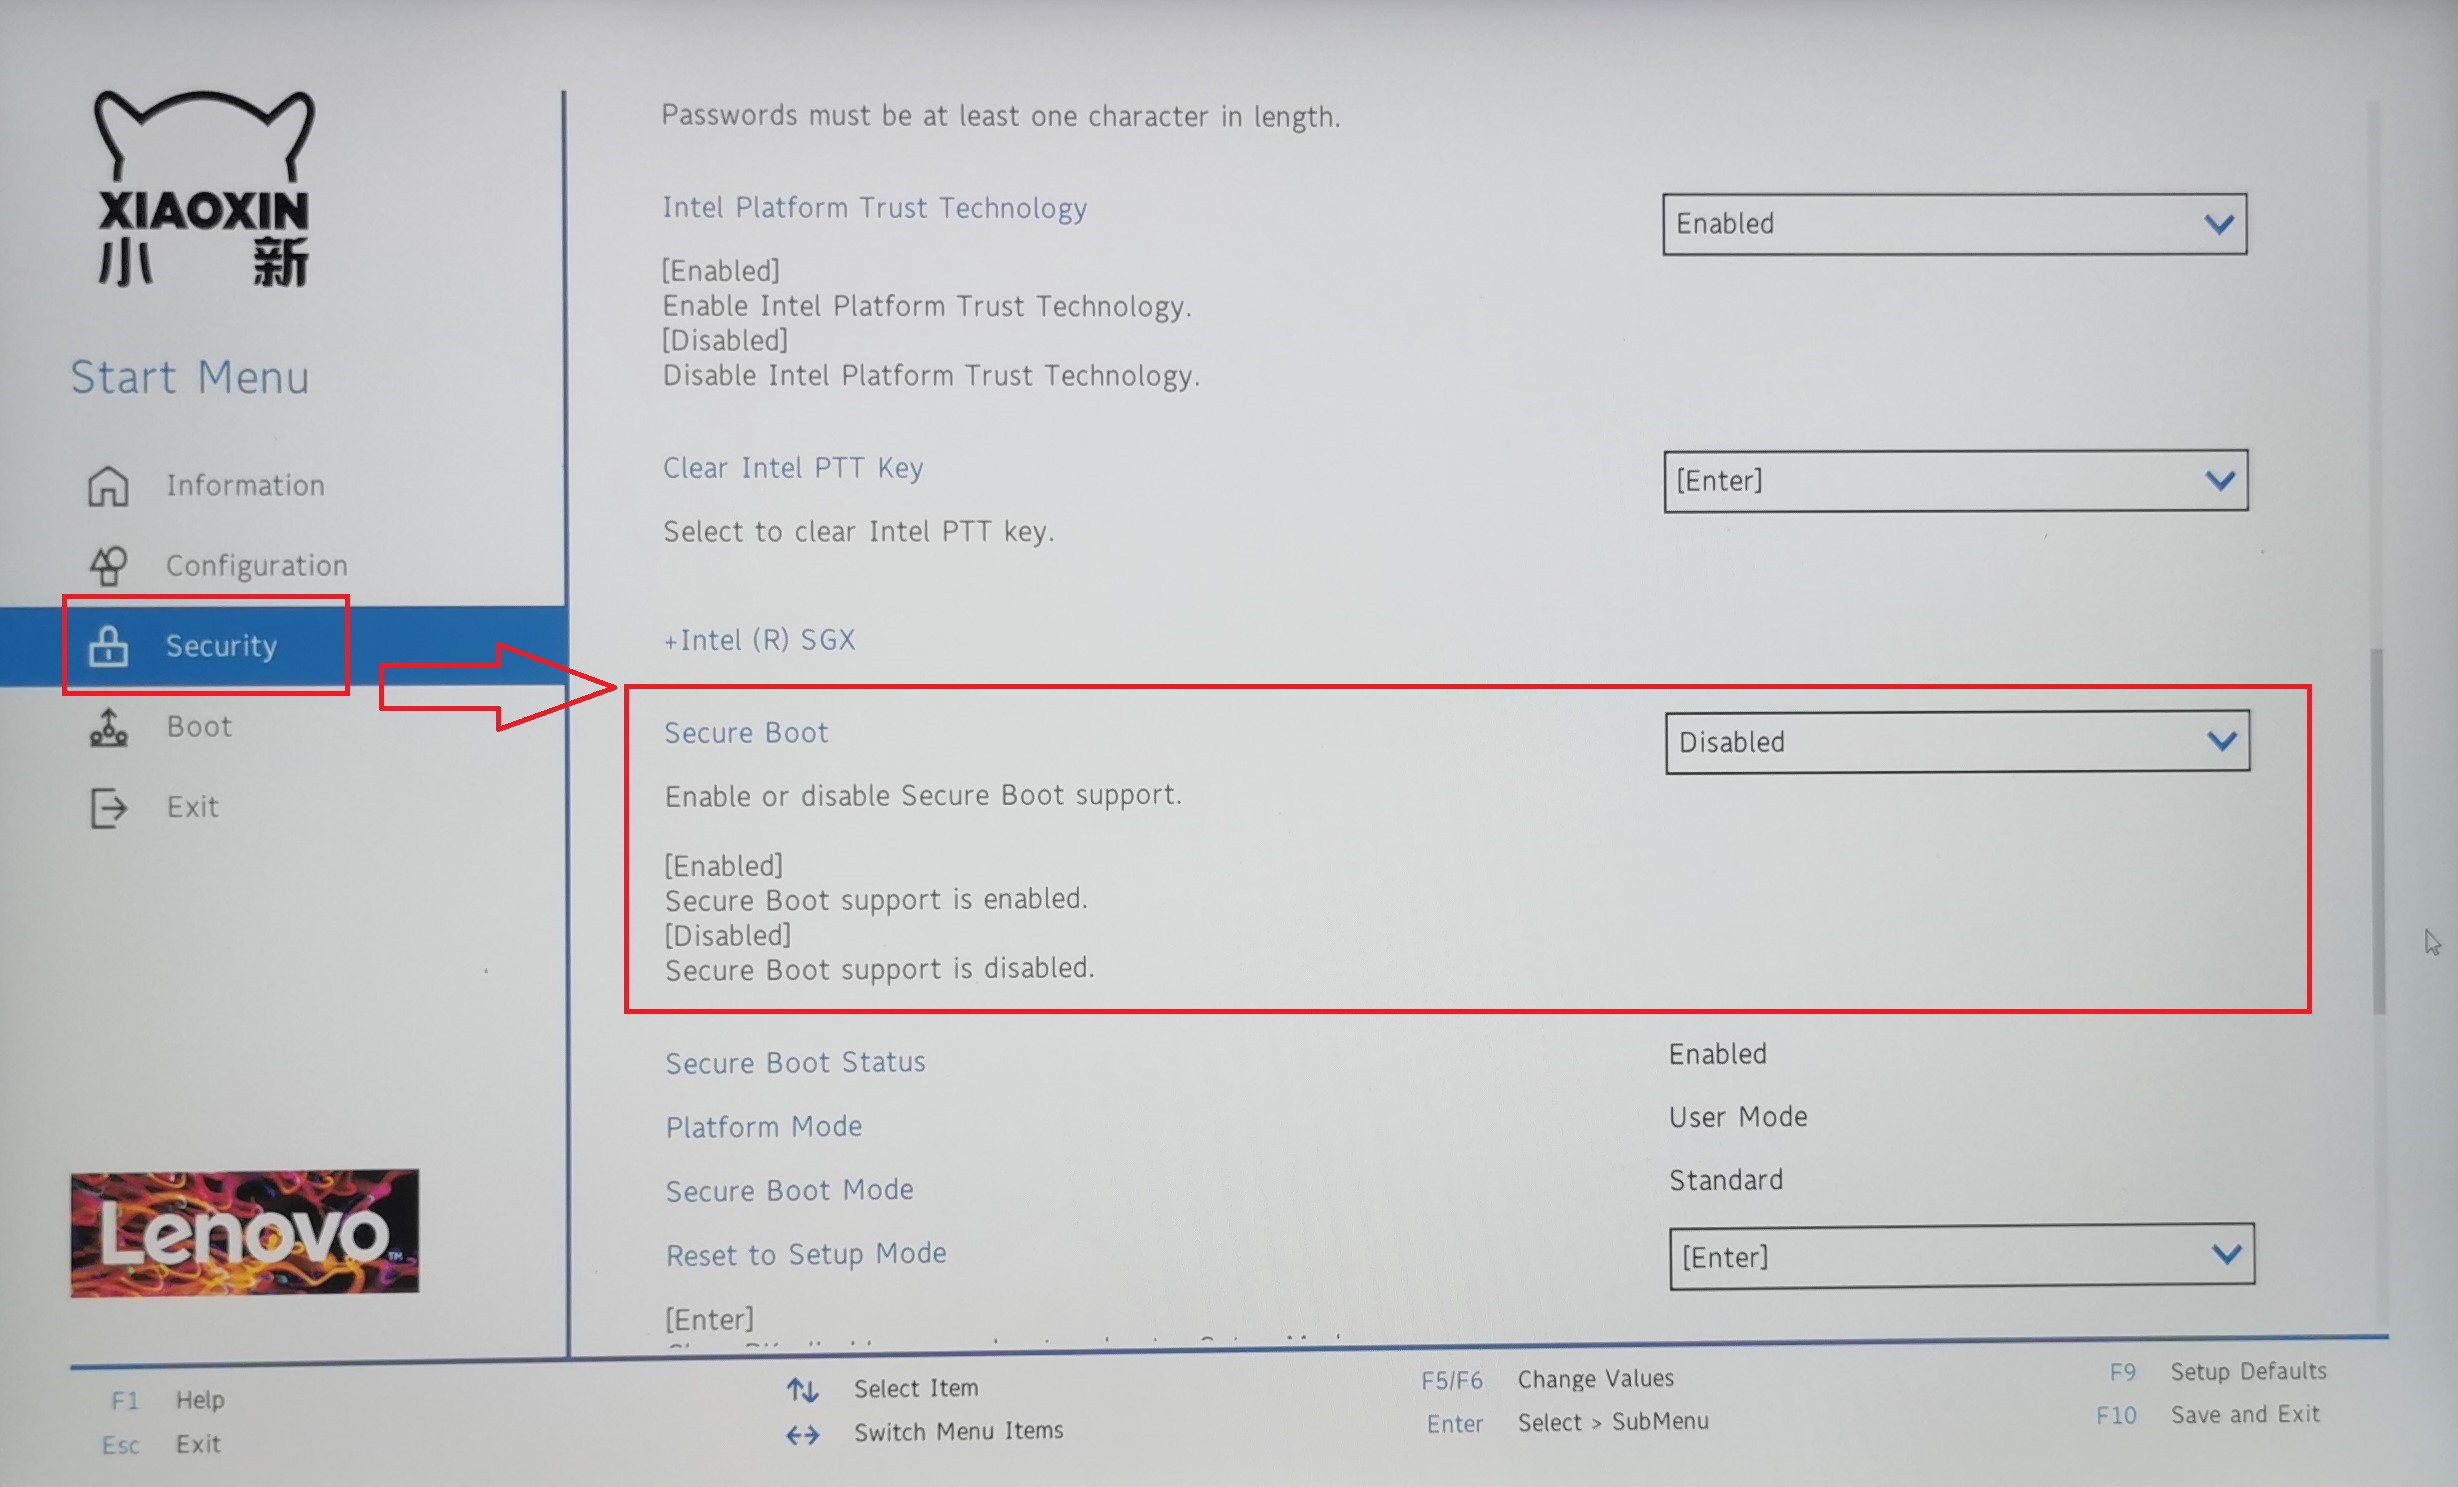 XIAOXIN
小 新
Start Menu
Information
Configuration
Security
Boot
Exit
Lenovo™
Passwords must be at least one character in length.
Intel Platform Trust Technology
Enabled
[Enabled]
Enable Intel Platform Trust Technology.
[Disabled]
Disable Intel Platform Trust Technology.
Clear Intel PTT Key
[Enter]
Select to clear Intel PTT key.
+Intel (R) SGX
Secure Boot
Disabled
Enable or disable Secure Boot support.
[Enabled]
Secure Boot support is enabled.
[Disabled]
Secure Boot support is disabled.
Secure Boot Status Enabled
Platform Mode User Mode
Secure Boot Mode Standard
Reset to Setup Mode [Enter]
[Enter]
F1 Help
Esc Exit
Select Item
Switch Menu Items
F5/F6 Change Values
Enter Select > SubMenu
F9 Setup Defaults
F10 Save and Exit